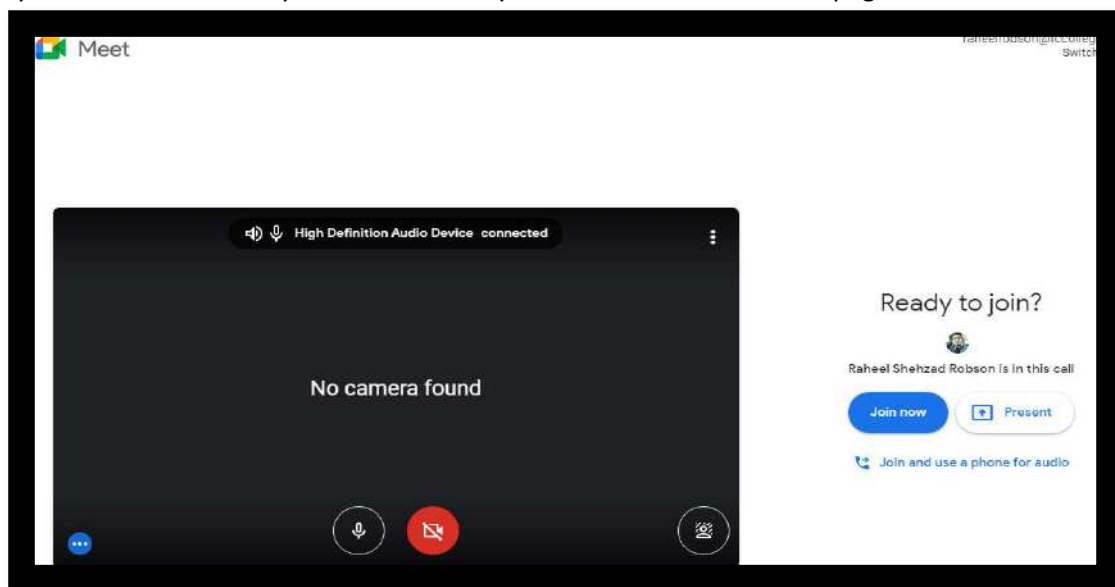 Meet
Switch
High Definition Audio Device connected
No camera found
Ready to join?
Raheel Shehzad Robson is in this call
Join now
Present
Join and use a phone for audio